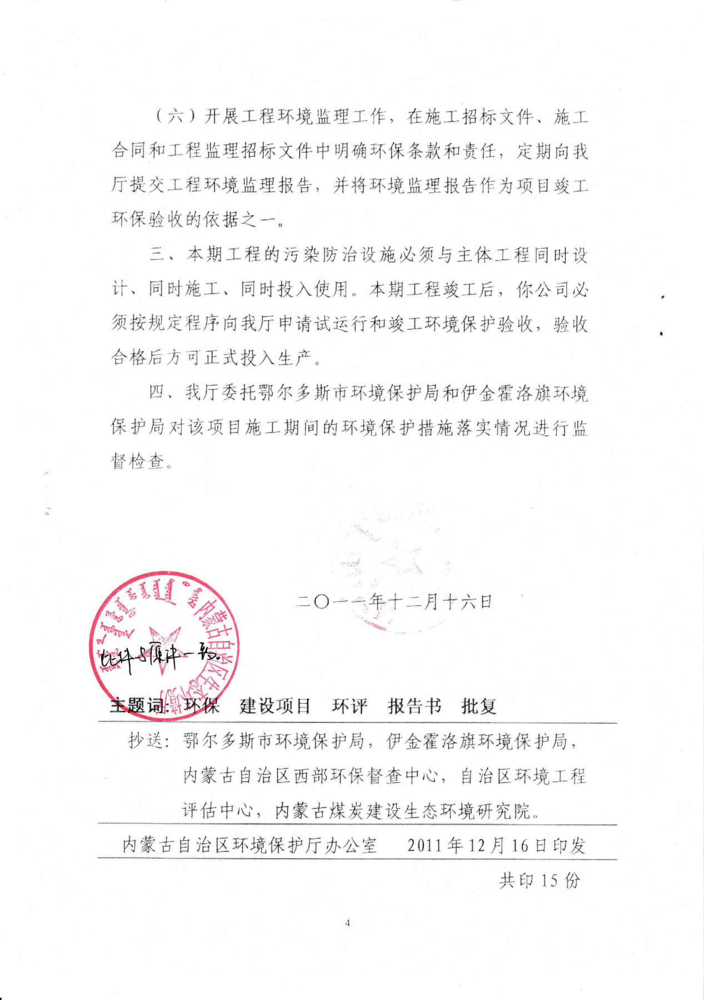 （六）开展工程环境监理工作，在施工招标文件、施工
合同和工程监理招标文件中明确环保条款和责任，定期向我
厅提交工程环境监理报告，并将环境监理报告作为项目竣工
环保验收的依据之一。
三、本期工程的污染防治设施必须与主体工程同时设
计、同时施工、同时投入使用。本期工程竣工后，你公司必
须按规定程序向我厅申请试运行和竣工环境保护验收，验收
合格后方可正式投入生产。
四、我厅委托鄂尔多斯市环境保护局和伊金霍洛旗环境
保护局对该项目施工期间的环境保护措施落实情况进行监
督检查。
二〇一一年十二月十六日
内蒙古自治区生态环境厅
此件与原件一致。
主题词：环保 建设项目 环评 报告书 批复
抄送：鄂尔多斯市环境保护局，伊金霍洛旗环境保护局，
内蒙古自治区西部环保督查中心，自治区环境工程
评估中心，内蒙古煤炭建设生态环境研究院。
内蒙古自治区环境保护厅办公室 2011年12月16日印发
共印15份
4